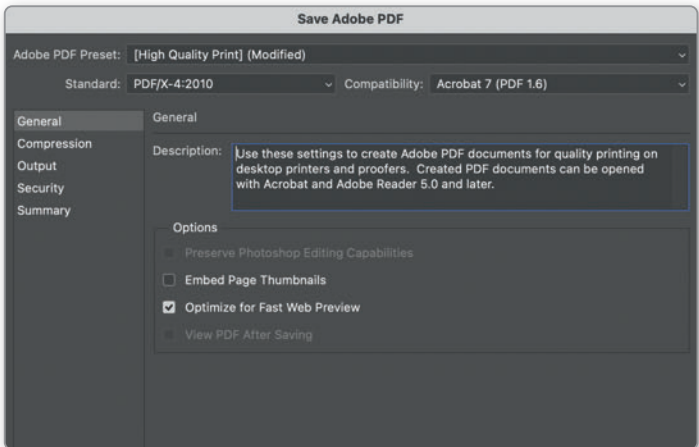 Save Adobe PDF
Adobe PDF Preset: [High Quality Print] (Modified)
Standard: PDF/X-4:2010 Compatibility: Acrobat 7 (PDF 1.6)
General
Compression
Output
Security
Summary
General
Description: Use these settings to create Adobe PDF documents for quality printing on
desktop printers and proofers. Created PDF documents can be opened
with Acrobat and Adobe Reader 5.0 and later.
Options
Preserve Photoshop Editing Capabilities
Embed Page Thumbnails
Optimize for Fast Web Preview
View PDF After Saving